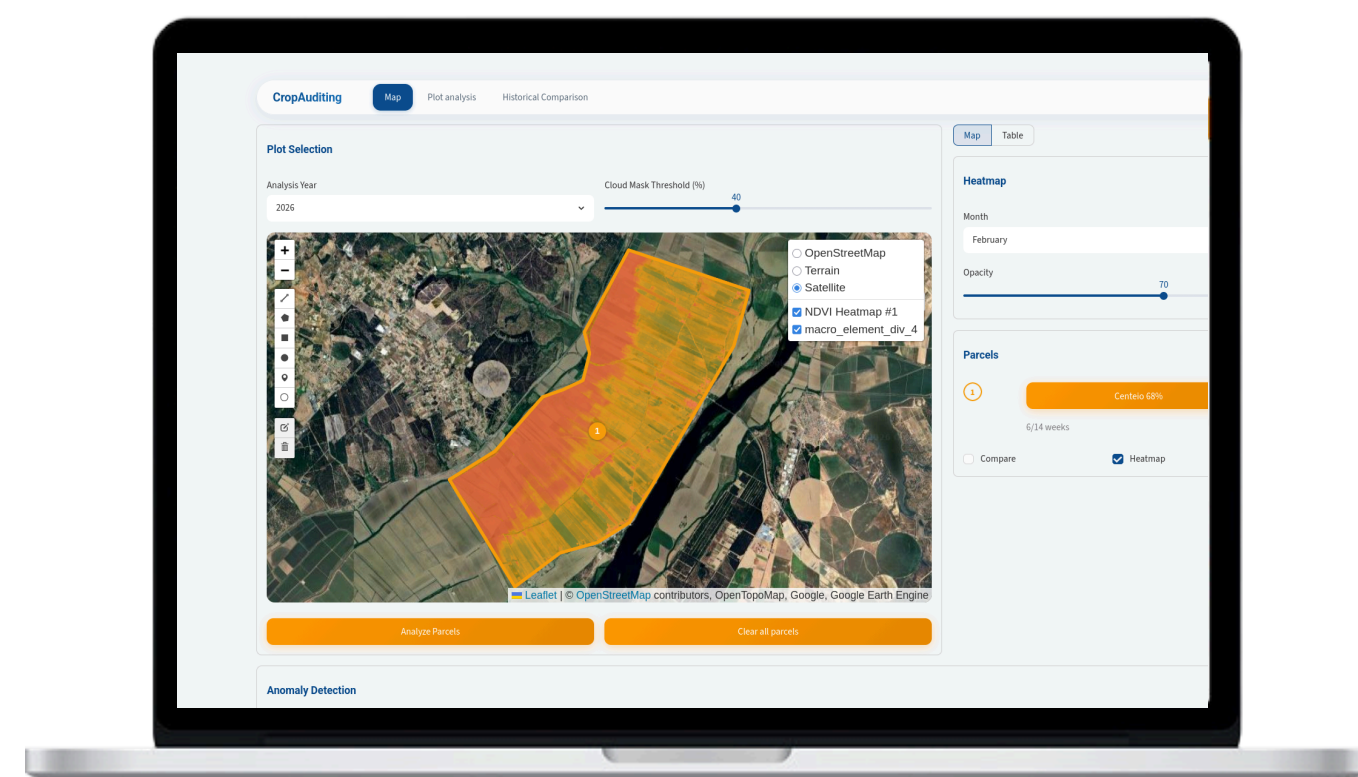 CropAuditing
Map
Plot analysis
Historical Comparison
Plot Selection
Analysis Year
2026
Cloud Mask Threshold (%)
40
+
−
OpenStreetMap
Terrain
Satellite
NDVI Heatmap #1
macro_element_div_4
1
Leaflet | © OpenStreetMap contributors, OpenTopoMap, Google, Google Earth Engine
Analyze Parcels
Clear all parcels
Anomaly Detection
Map
Table
Heatmap
Month
February
Opacity
70
Parcels
1
Centeio 68%
6/14 weeks
Compare
Heatmap